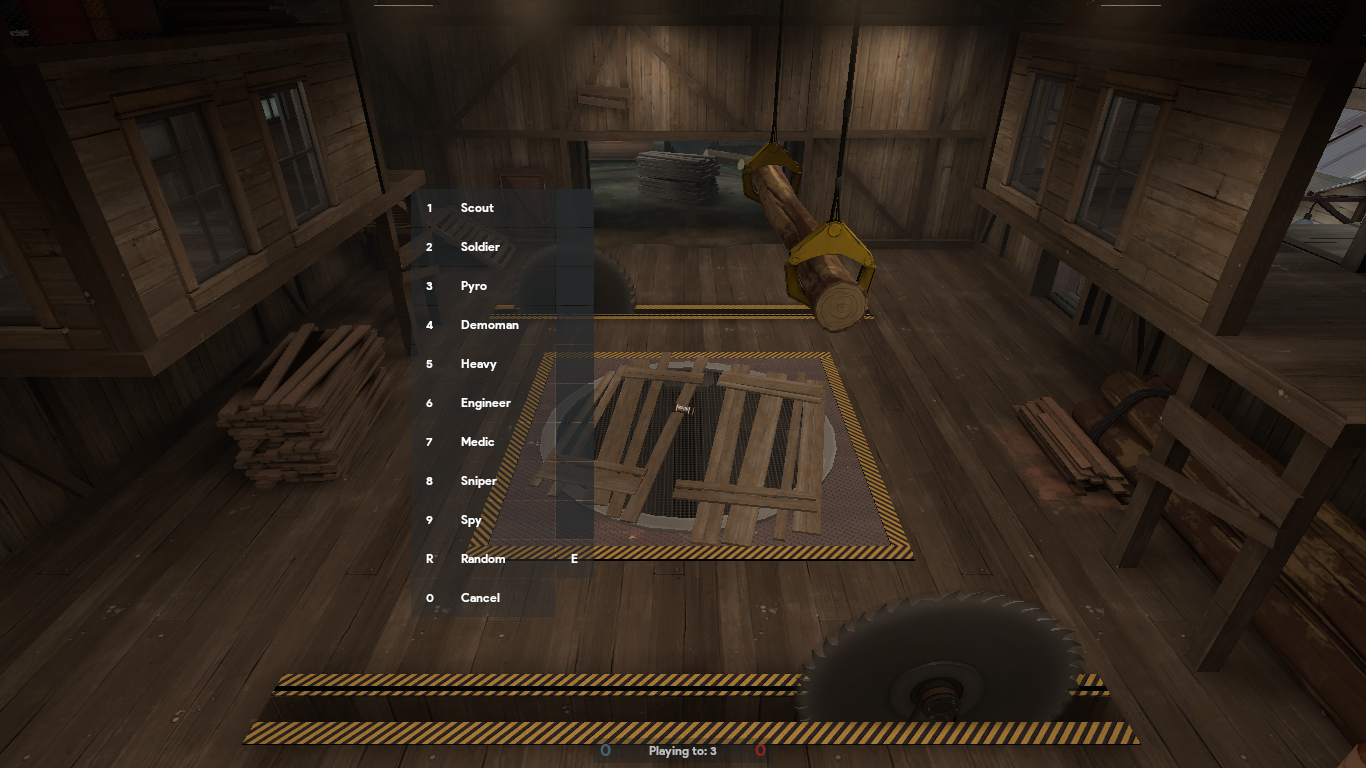 1 Scout
2 Soldier
3 Pyro
4 Demoman
5 Heavy
6 Engineer
7 Medic
8 Sniper
9 Spy
R Random E
0 Cancel
0 Playing to: 3 0